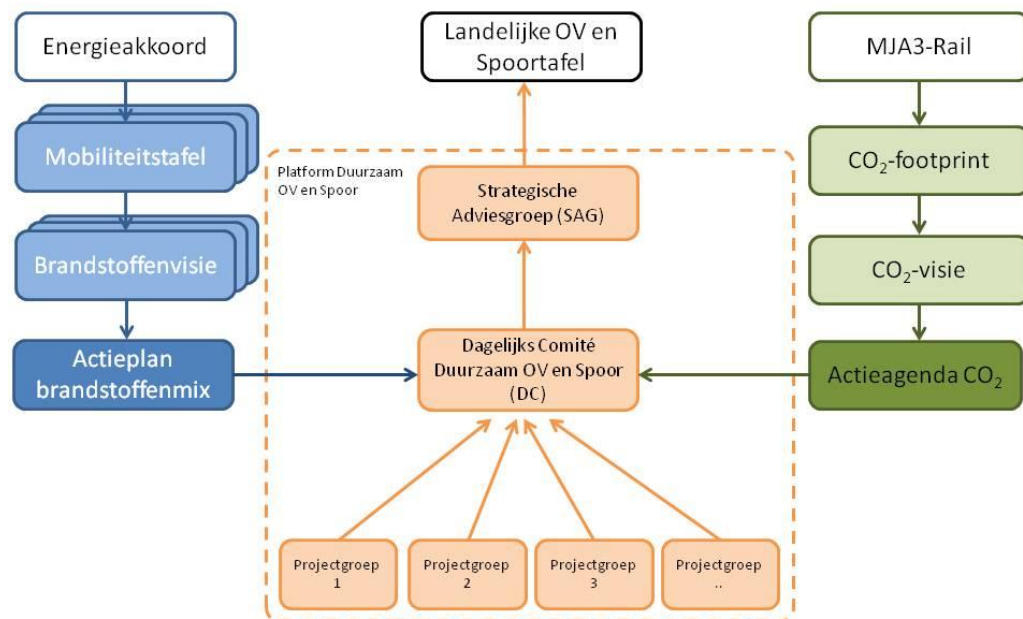 Energieakkoord
Mobiliteitstafel
Brandstoffenvisie
Actieplan
brandstoffenmix
Landelijke OV en
Spoortafel
Platform Duurzaam
OV en Spoor
Strategische
Adviesgroep (SAG)
Dagelijks Comité
Duurzaam OV en Spoor
(DC)
Projectgroep
1
Projectgroep
2
Projectgroep
3
Projectgroep
..
MJA3-Rail
CO₂-footprint
CO₂-visie
Actieagenda CO₂